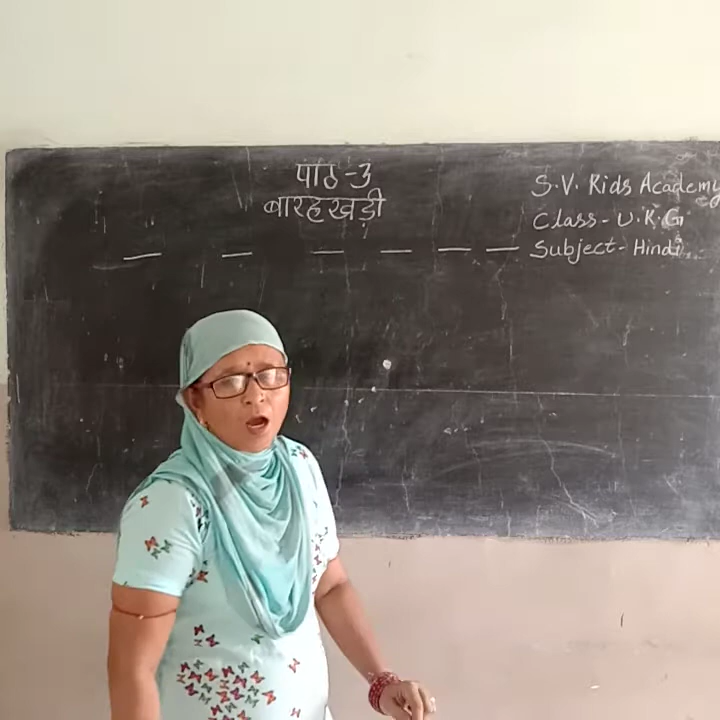 पाठ-3
बारहखड़ी
S.V. Kids Academy
Class- U.K.G
Subject- Hindi